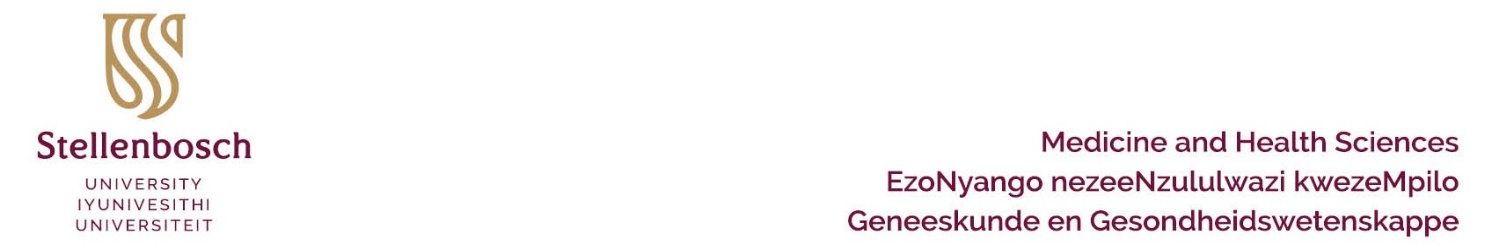 Stellenbosch
UNIVERSITY
IYUNIVESITHI
UNIVERSITEIT
Medicine and Health Sciences
EzoNyango nezeeNzululwazi kwezeMpilo
Geneeskunde en Gesondheidswetenskappe